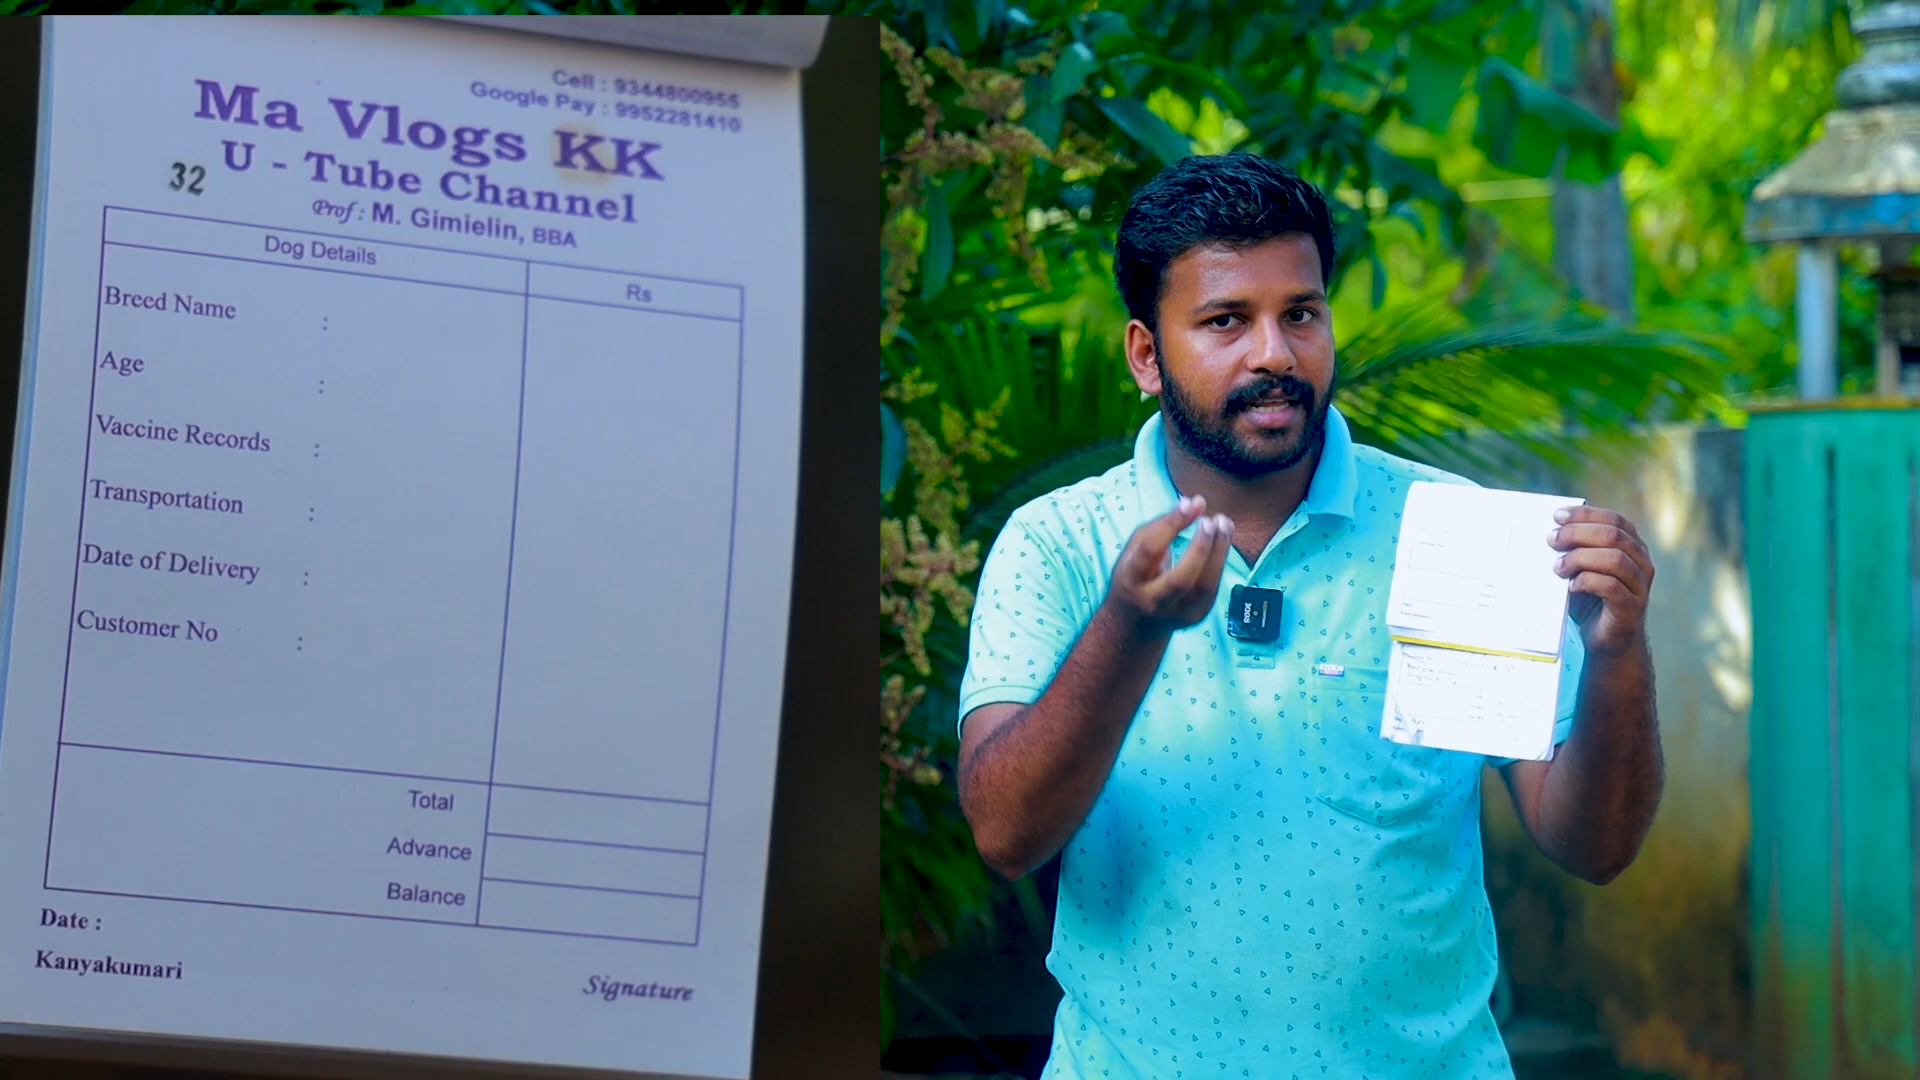 Cell : 9344800955
Google Pay : 9952281410
Ma Vlogs KK
U - Tube Channel
32
Prof : M. Gimielin, BBA
Dog Details
Rs
Breed Name :
Age :
Vaccine Records :
Transportation :
Date of Delivery :
Customer No :
Total
Advance
Balance
Date :
Kanyakumari
Signature
RODE